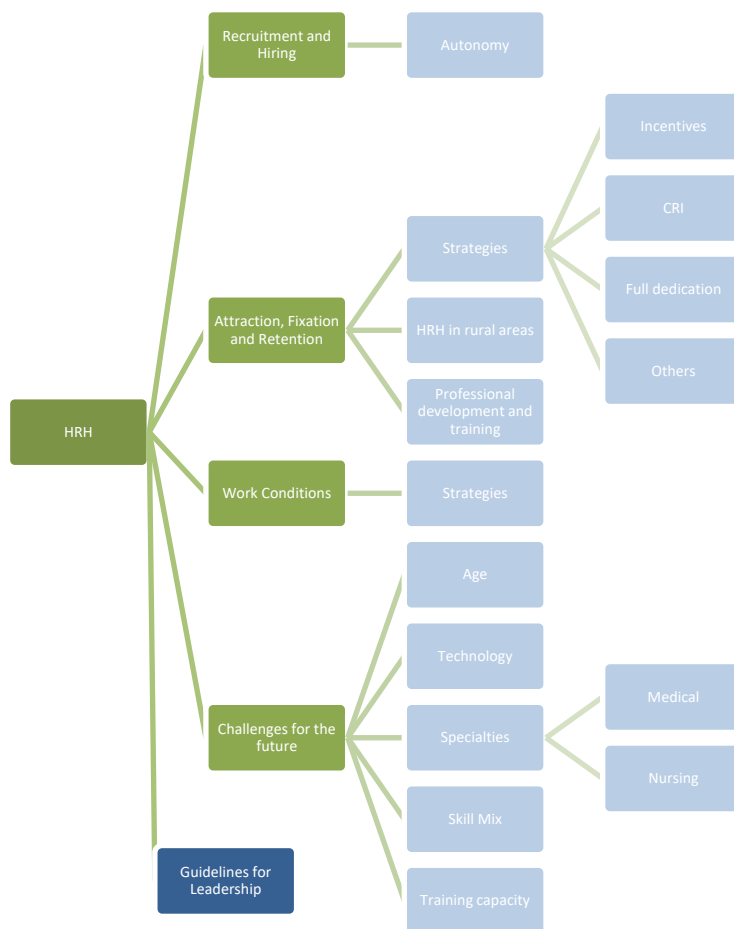 HRH
Recruitment and
Hiring
Autonomy
Attraction, Fixation
and Retention
Strategies
Incentives
CRI
Full dedication
Others
HRH in rural areas
Professional
development and
training
Work Conditions
Strategies
Challenges for the
future
Age
Technology
Specialties
Medical
Nursing
Skill Mix
Training capacity
Guidelines for
Leadership